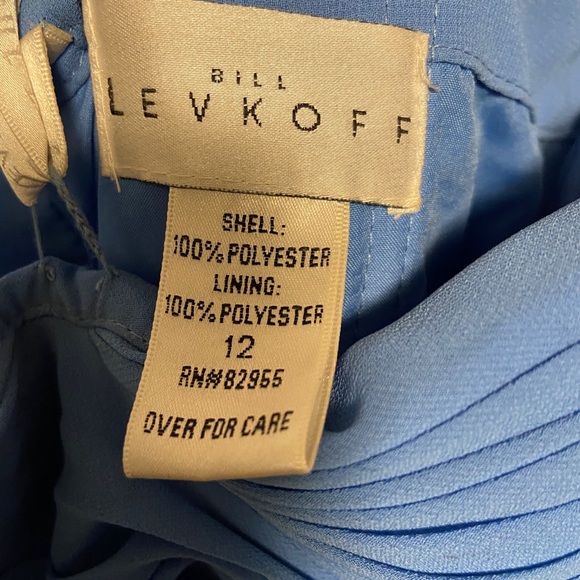 BILL
LEVKOFF
SHELL:
100% POLYESTER
LINING:
100% POLYESTER
12
RN#82955
OVER FOR CARE